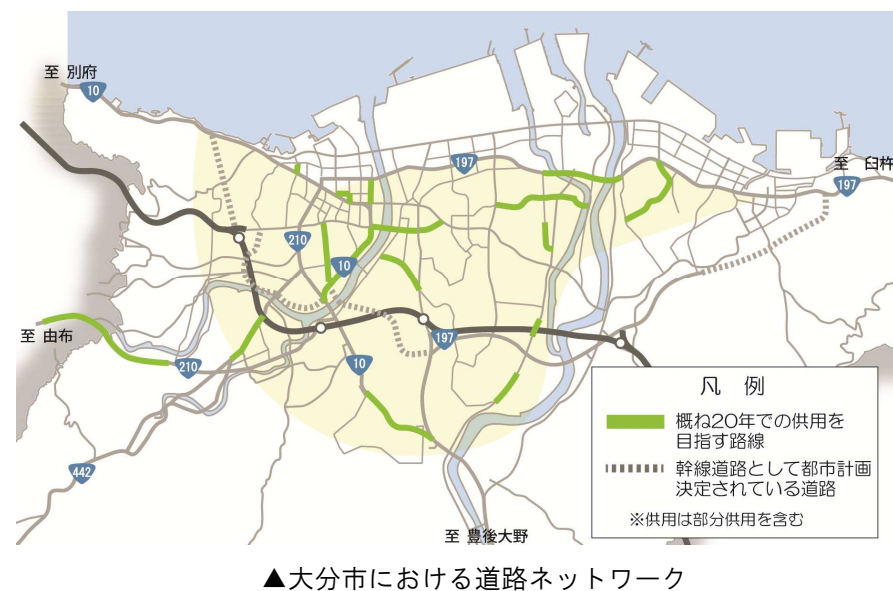 至 別府
10
197
至 臼杵
197
210
10
至 由布
210
197
10
442
至 豊後大野
凡 例
概ね20年での供用を
目指す路線
幹線道路として都市計画
決定されている道路
※供用は部分供用を含む
▲大分市における道路ネットワーク